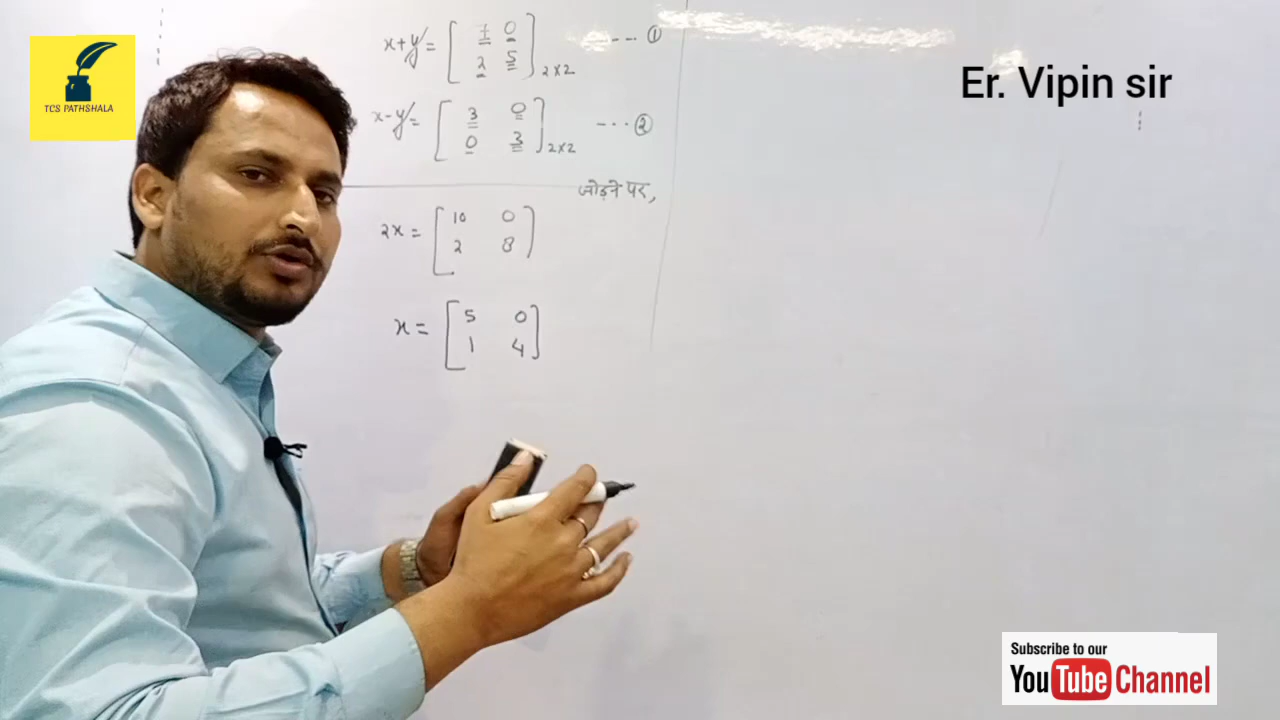 TCS PATHSHALA
Er. Vipin sir
x+y = [ 7 0
2 5 ] 2x2 ---- ①
x-y = [ 3 0
0 3 ] 2x2 --- ②
जोड़ने पर,
2x = [ 10 0
2 8 ]
x = [ 5 0
1 4 ]
Subscribe to our
YouTube Channel